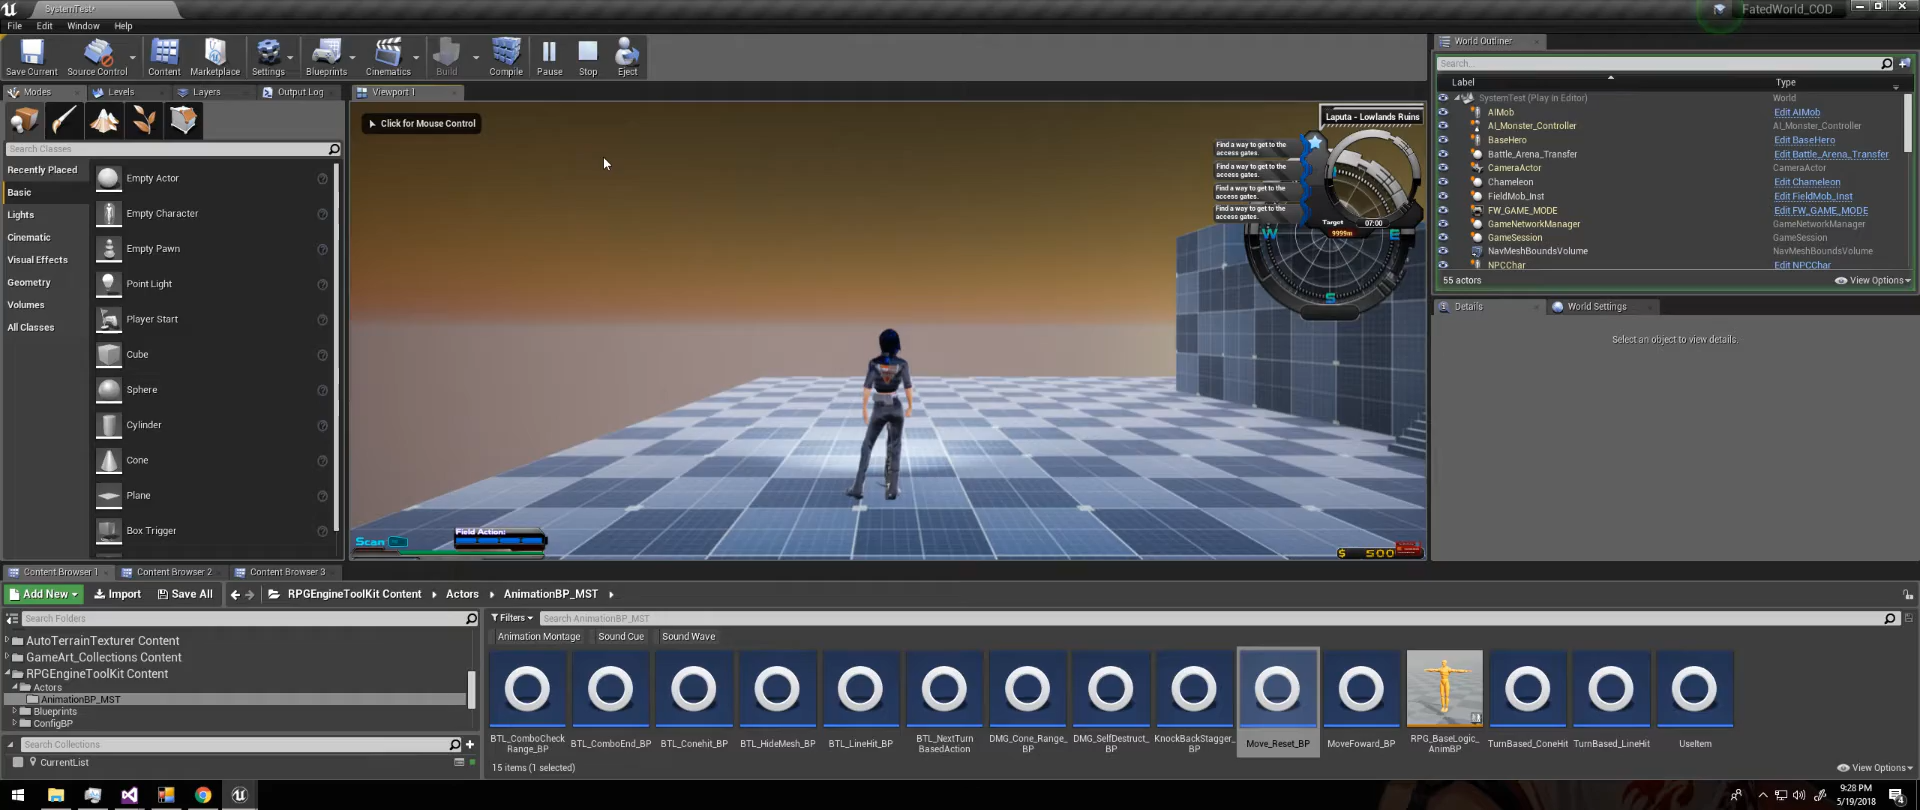 SystemTest*
FatedWorld_COD
File Edit Window Help
Save Current Source Control Content Marketplace Settings Blueprints Cinematics Build Compile Pause Stop Eject
World Outliner
Search...
Label Type
SystemTest (Play In Editor) World
AIMob Edit AIMob
AI_Monster_Controller AI_Monster_Controller
BaseHero Edit BaseHero
Battle_Arena_Transfer Edit Battle_Arena_Transfer
CameraActor CameraActor
Chameleon Edit Chameleon
FieldMob_Inst Edit FieldMob_Inst
FW_GAME_MODE Edit FW_GAME_MODE
GameNetworkManager GameNetworkManager
GameSession GameSession
NavMeshBoundsVolume NavMeshBoundsVolume
NPCChar Edit NPCChar
55 actors View Options
Details World Settings
Select an object to view details.
Modes Levels Layers Output Log Viewport 1
Search Classes
Recently Placed
Basic
Lights
Cinematic
Visual Effects
Geometry
Volumes
All Classes
Empty Actor
Empty Character
Empty Pawn
Point Light
Player Start
Cube
Sphere
Cylinder
Cone
Plane
Box Trigger
Click for Mouse Control
Laputa - Lowlands Ruins
Find a way to get to the
access gates.
Find a way to get to the
access gates.
Find a way to get to the
access gates.
Find a way to get to the
access gates.
Target 07:00
9999m
W E
S
Field Action:
Scan
$ 500
Content Browser 1 Content Browser 2 Content Browser 3
Add New Import Save All RPGEngineToolKit Content Actors AnimationBP_MST
Search Folders
AutoTerrainTexturer Content
GameArt_Collections Content
RPGEngineToolKit Content
Actors
AnimationBP_MST
Blueprints
ConfigBP
Search Collections
CurrentList
Filters Search AnimationBP_MST
Animation Montage Sound Cue Sound Wave
BTL_ComboCheck
Range_BP
BTL_ComboEnd_BP
BTL_Conehit_BP
BTL_HideMesh_BP
BTL_LineHit_BP
BTL_NextTurn
BasedAction
DMG_Cone_Range_
BP
DMG_SelfDestruct_
BP
KnockBackStagger_
BP
Move_Reset_BP
MoveFoward_BP
RPG_BaseLogic_
AnimBP
TurnBased_ConeHit
TurnBased_LineHit
UseItem
15 items (1 selected) View Options
9:28 PM
5/19/2018
4